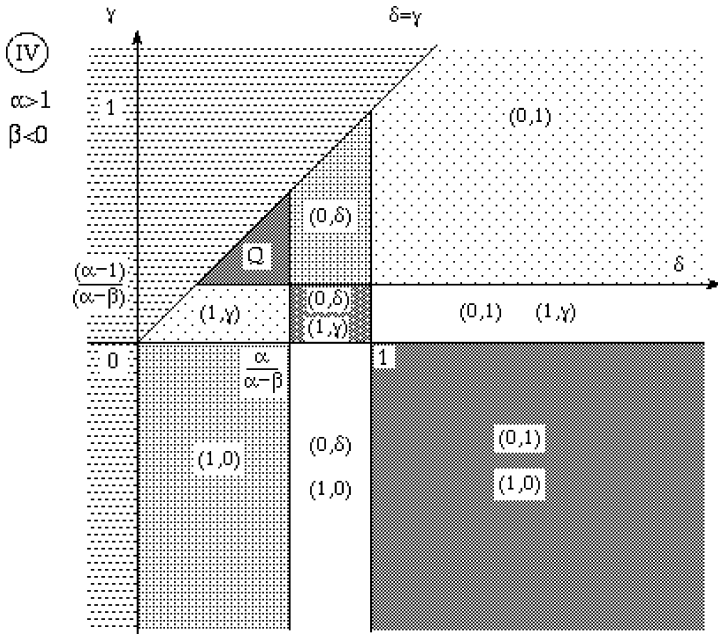 γ
δ=γ
IV
α>1
β<0
1
(0,1)
(0,δ)
Q
δ
(α-1)
(α-β)
(1,γ)
(0,δ)
(1,γ)
(0,1) (1,γ)
0
α
α-β
1
(1,0)
(0,δ)
(1,0)
(0,1)
(1,0)